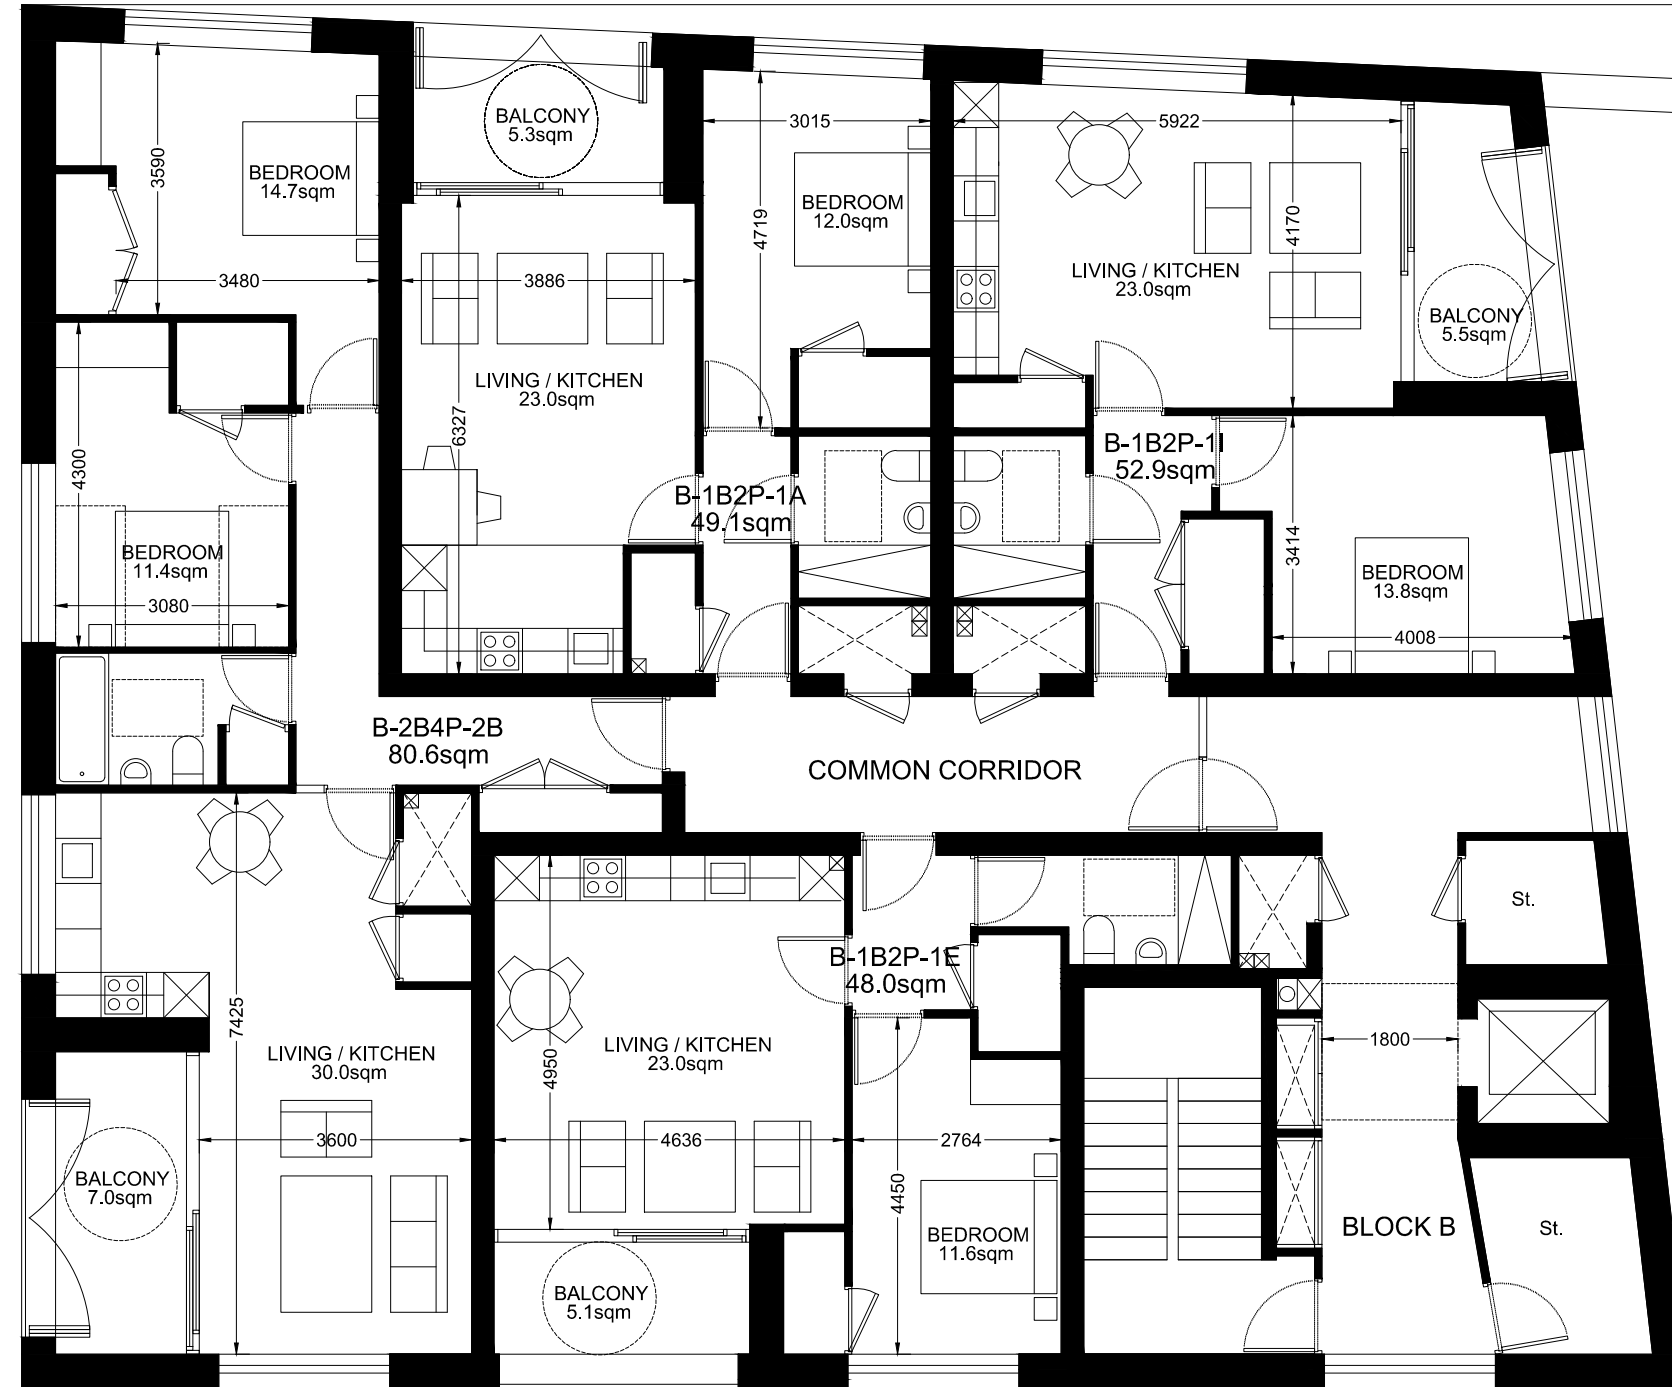 BALCONY
5.3sqm
3015
5922
3590
BEDROOM
14.7sqm
4719
BEDROOM
12.0sqm
4170
3480
3886
LIVING / KITCHEN
23.0sqm
BALCONY
5.5sqm
LIVING / KITCHEN
23.0sqm
6327
4300
B-1B2P-1I
52.9sqm
B-1B2P-1A
49.1sqm
3414
BEDROOM
11.4sqm
3080
BEDROOM
13.8sqm
4008
B-2B4P-2B
80.6sqm
COMMON CORRIDOR
St.
B-1B2P-1E
48.0sqm
7425
LIVING / KITCHEN
30.0sqm
LIVING / KITCHEN
23.0sqm
4950
1800
3600
4636
2764
BALCONY
7.0sqm
4450
BEDROOM
11.6sqm
BLOCK B
St.
BALCONY
5.1sqm